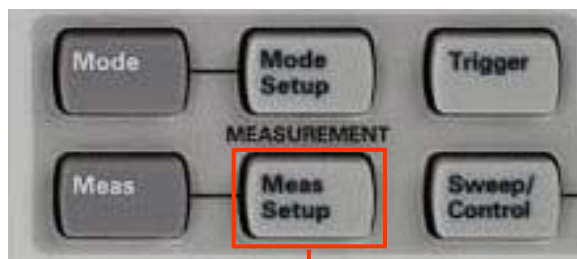 Mode
Mode
Setup
Trigger
MEASUREMENT
Meas
Meas
Setup
Sweep/
Control